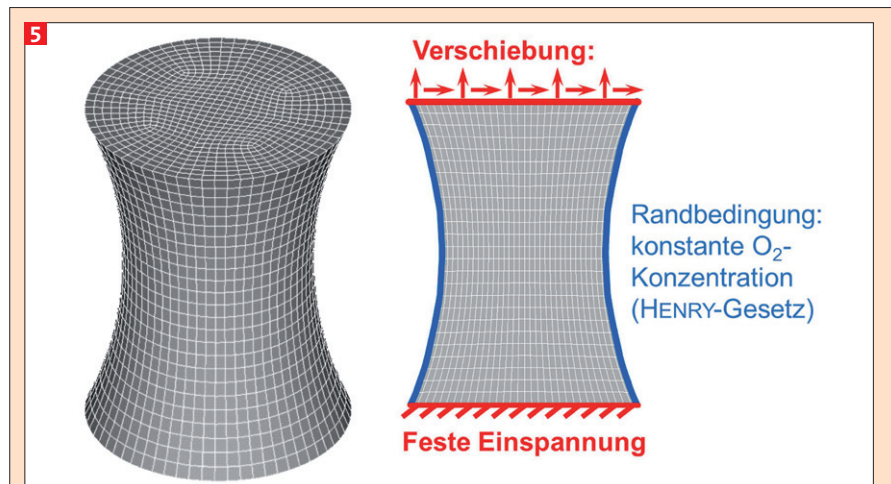 5
Verschiebung:
Randbedingung:
konstante O₂-
Konzentration
(HENRY-Gesetz)
Feste Einspannung